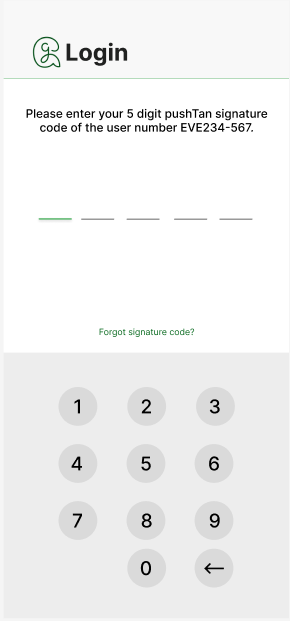 Login
Please enter your 5 digit pushTan signature
code of the user number EVE234-567.
Forgot signature code?
1 2 3
4 5 6
7 8 9
0 ←